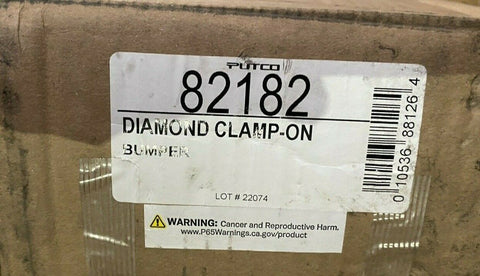 PUTCO
82182
DIAMOND CLAMP-ON
BUMPER
LOT # 22074
0 10536 88126 4
WARNING: Cancer and Reproductive Harm.
www.P65Warnings.ca.gov/product